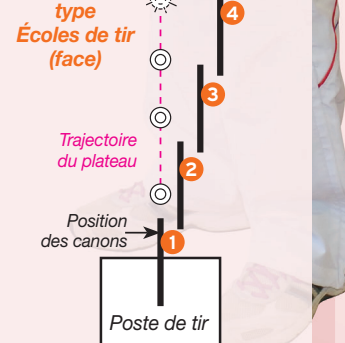 type
Écoles de tir
(face)
4
3
Trajectoire
du plateau
2
Position
des canons
1
Poste de tir